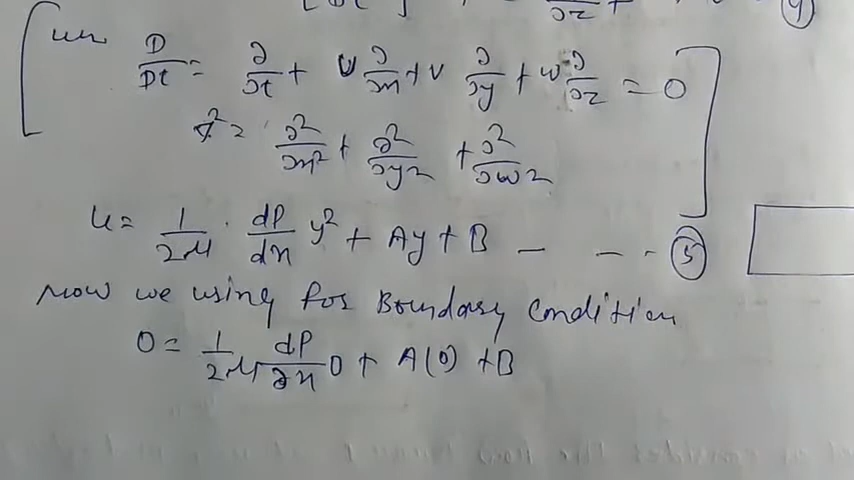 ∂z + (4)
D/Dt = ∂/∂t + U ∂/∂x + V ∂/∂y + w ∂/∂z = 0
∇² = ∂²/∂x² + ∂²/∂y² + ∂²/∂w²
u = 1/2μ · dP/dx y² + Ay + B - - - (5)
Now we using for Boundary Condition
0 = 1/2μ dP/∂x 0 + A(0) + B